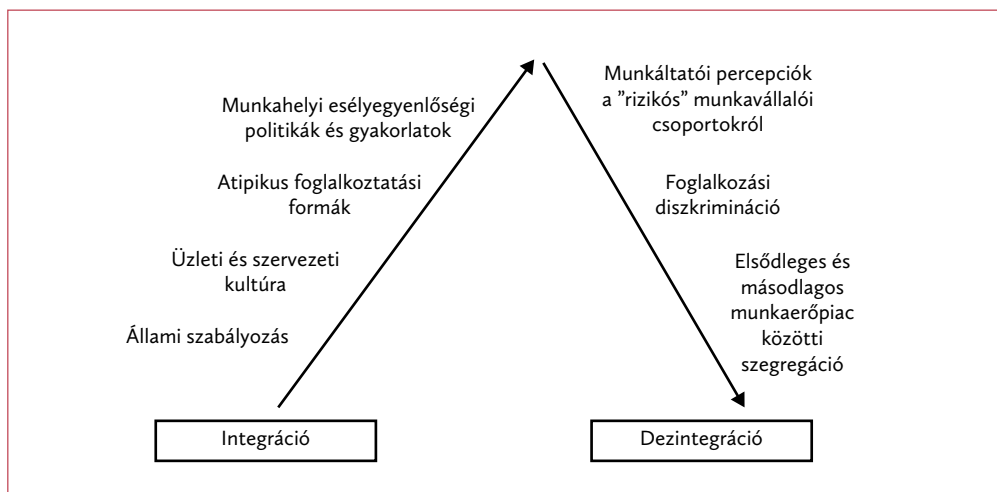 Munkahelyi esélyegyenlőségi
politikák és gyakorlatok
Atipikus foglalkoztatási
formák
Üzleti és szervezeti
kultúra
Állami szabályozás
Integráció
Munkáltatói percepciók
a ”rizikós” munkavállalói
csoportokról
Foglalkozási
diszkrimináció
Elsődleges és
másodlagos
munkaerőpiac
közötti
szegregáció
Dezintegráció